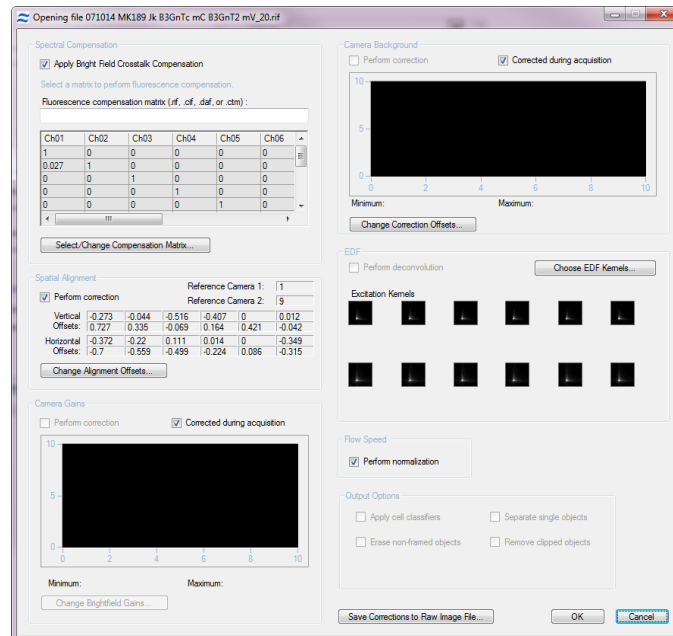 Opening file 071014 MK189 Jk B3GnTc mC B3GnT2 mV_20.rif
Spectral Compensation
Apply Bright Field Crosstalk Compensation
Select a matrix to perform fluorescence compensation.
Fluorescence compensation matrix (.rif, .cif, .daf, or .ctm) :
Ch01 Ch02 Ch03 Ch04 Ch05 Ch06
1 0 0 0 0 0
0.027 1 0 0 0 0
0 0 1 0 0 0
0 0 0 1 0 0
0 0 0 0 1 0
Select/Change Compensation Matrix...
Spatial Alignment
Reference Camera 1: 1
Perform correction
Reference Camera 2: 9
Vertical Offsets:
-0.273 -0.044 -0.516 -0.407 0 0.012
0.727 0.335 -0.069 0.164 0.421 -0.042
Horizontal Offsets:
-0.372 -0.22 0.111 0.014 0 -0.349
-0.7 -0.559 -0.499 -0.224 0.086 -0.315
Change Alignment Offsets...
Camera Gains
Perform correction
Corrected during acquisition
10
5
0
0 2 4 6 8 10
Minimum: Maximum:
Change Brightfield Gains...
Camera Background
Perform correction
Corrected during acquisition
10
5
0
0 2 4 6 8 10
Minimum: Maximum:
Change Correction Offsets...
EDF
Perform deconvolution
Choose EDF Kernels...
Excitation Kernels
Flow Speed
Perform normalization
Output Options
Apply cell classifiers
Separate single objects
Erase non-framed objects
Remove clipped objects
Save Corrections to Raw Image File...
OK
Cancel